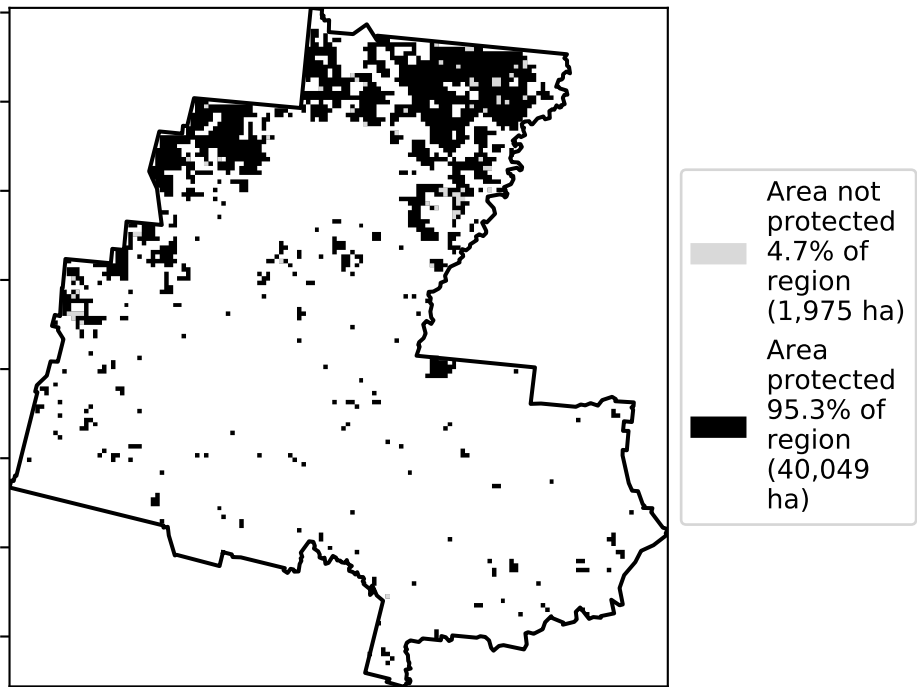 Area not
protected
4.7% of
region
(1,975 ha)
Area
protected
95.3% of
region
(40,049
ha)